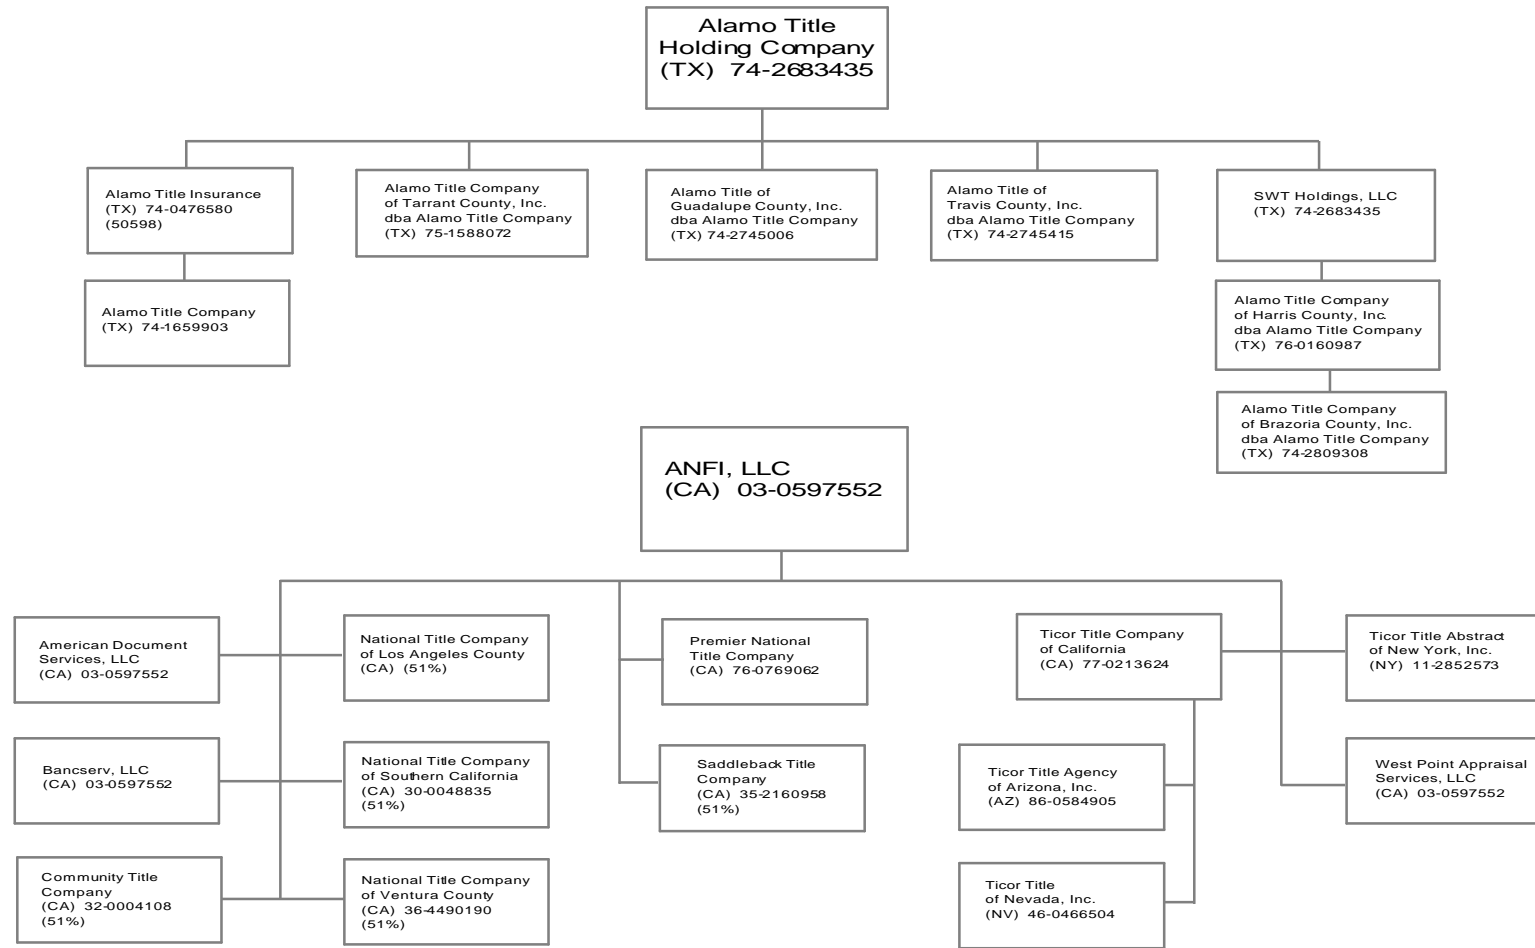 Alamo Title
Holding Company
(TX) 74-2683435
Alamo Title Insurance
(TX) 74-0476580
(50598)
Alamo Title Company
of Tarrant County, Inc.
dba Alamo Title Company
(TX) 75-1588072
Alamo Title of
Guadalupe County, Inc.
dba Alamo Title Company
(TX) 74-2745006
Alamo Title of
Travis County, Inc.
dba Alamo Title Company
(TX) 74-2745415
SWT Holdings, LLC
(TX) 74-2683435
Alamo Title Company
(TX) 74-1659903
Alamo Title Company
of Harris County, Inc.
dba Alamo Title Company
(TX) 76-0160987
Alamo Title Company
of Brazoria County, Inc.
dba Alamo Title Company
(TX) 74-2809308
ANFI, LLC
(CA) 03-0597552
American Document
Services, LLC
(CA) 03-0597552
National Title Company
of Los Angeles County
(CA) (51%)
Premier National
Title Company
(CA) 76-0769062
Ticor Title Company
of California
(CA) 77-0213624
Ticor Title Abstract
of New York, Inc.
(NY) 11-2852573
Bancserv, LLC
(CA) 03-0597552
National Title Company
of Southern California
(CA) 30-0048835
(51%)
Saddleback Title
Company
(CA) 35-2160958
(51%)
Ticor Title Agency
of Arizona, Inc.
(AZ) 86-0584905
West Point Appraisal
Services, LLC
(CA) 03-0597552
Community Title
Company
(CA) 32-0004108
(51%)
National Title Company
of Ventura County
(CA) 36-4490190
(51%)
Ticor Title
of Nevada, Inc.
(NV) 46-0466504